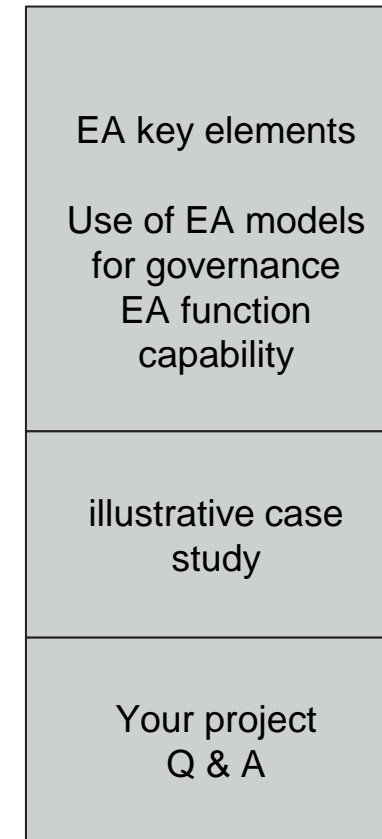 EA key elements
Use of EA models
for governance
EA function
capability
illustrative case
study
Your project
Q & A